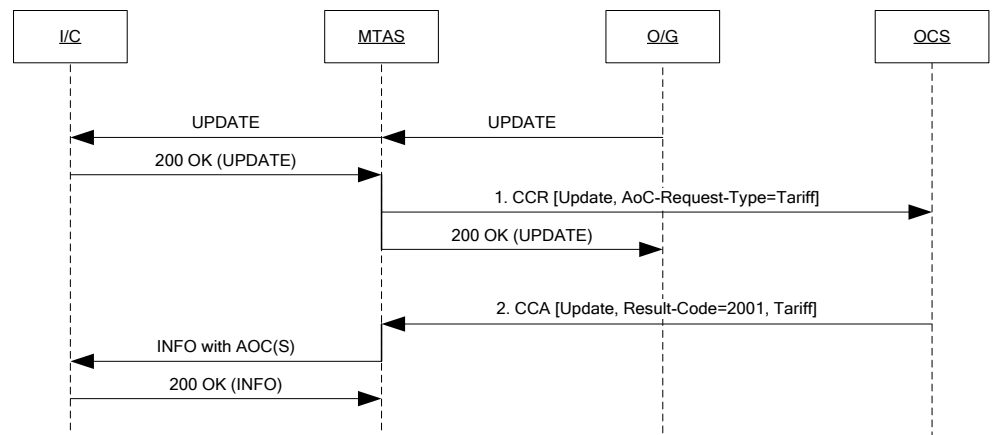 I/C
MTAS
O/G
OCS
UPDATE
UPDATE
200 OK (UPDATE)
1. CCR [Update, AoC-Request-Type=Tariff]
200 OK (UPDATE)
2. CCA [Update, Result-Code=2001, Tariff]
INFO with AOC(S)
200 OK (INFO)